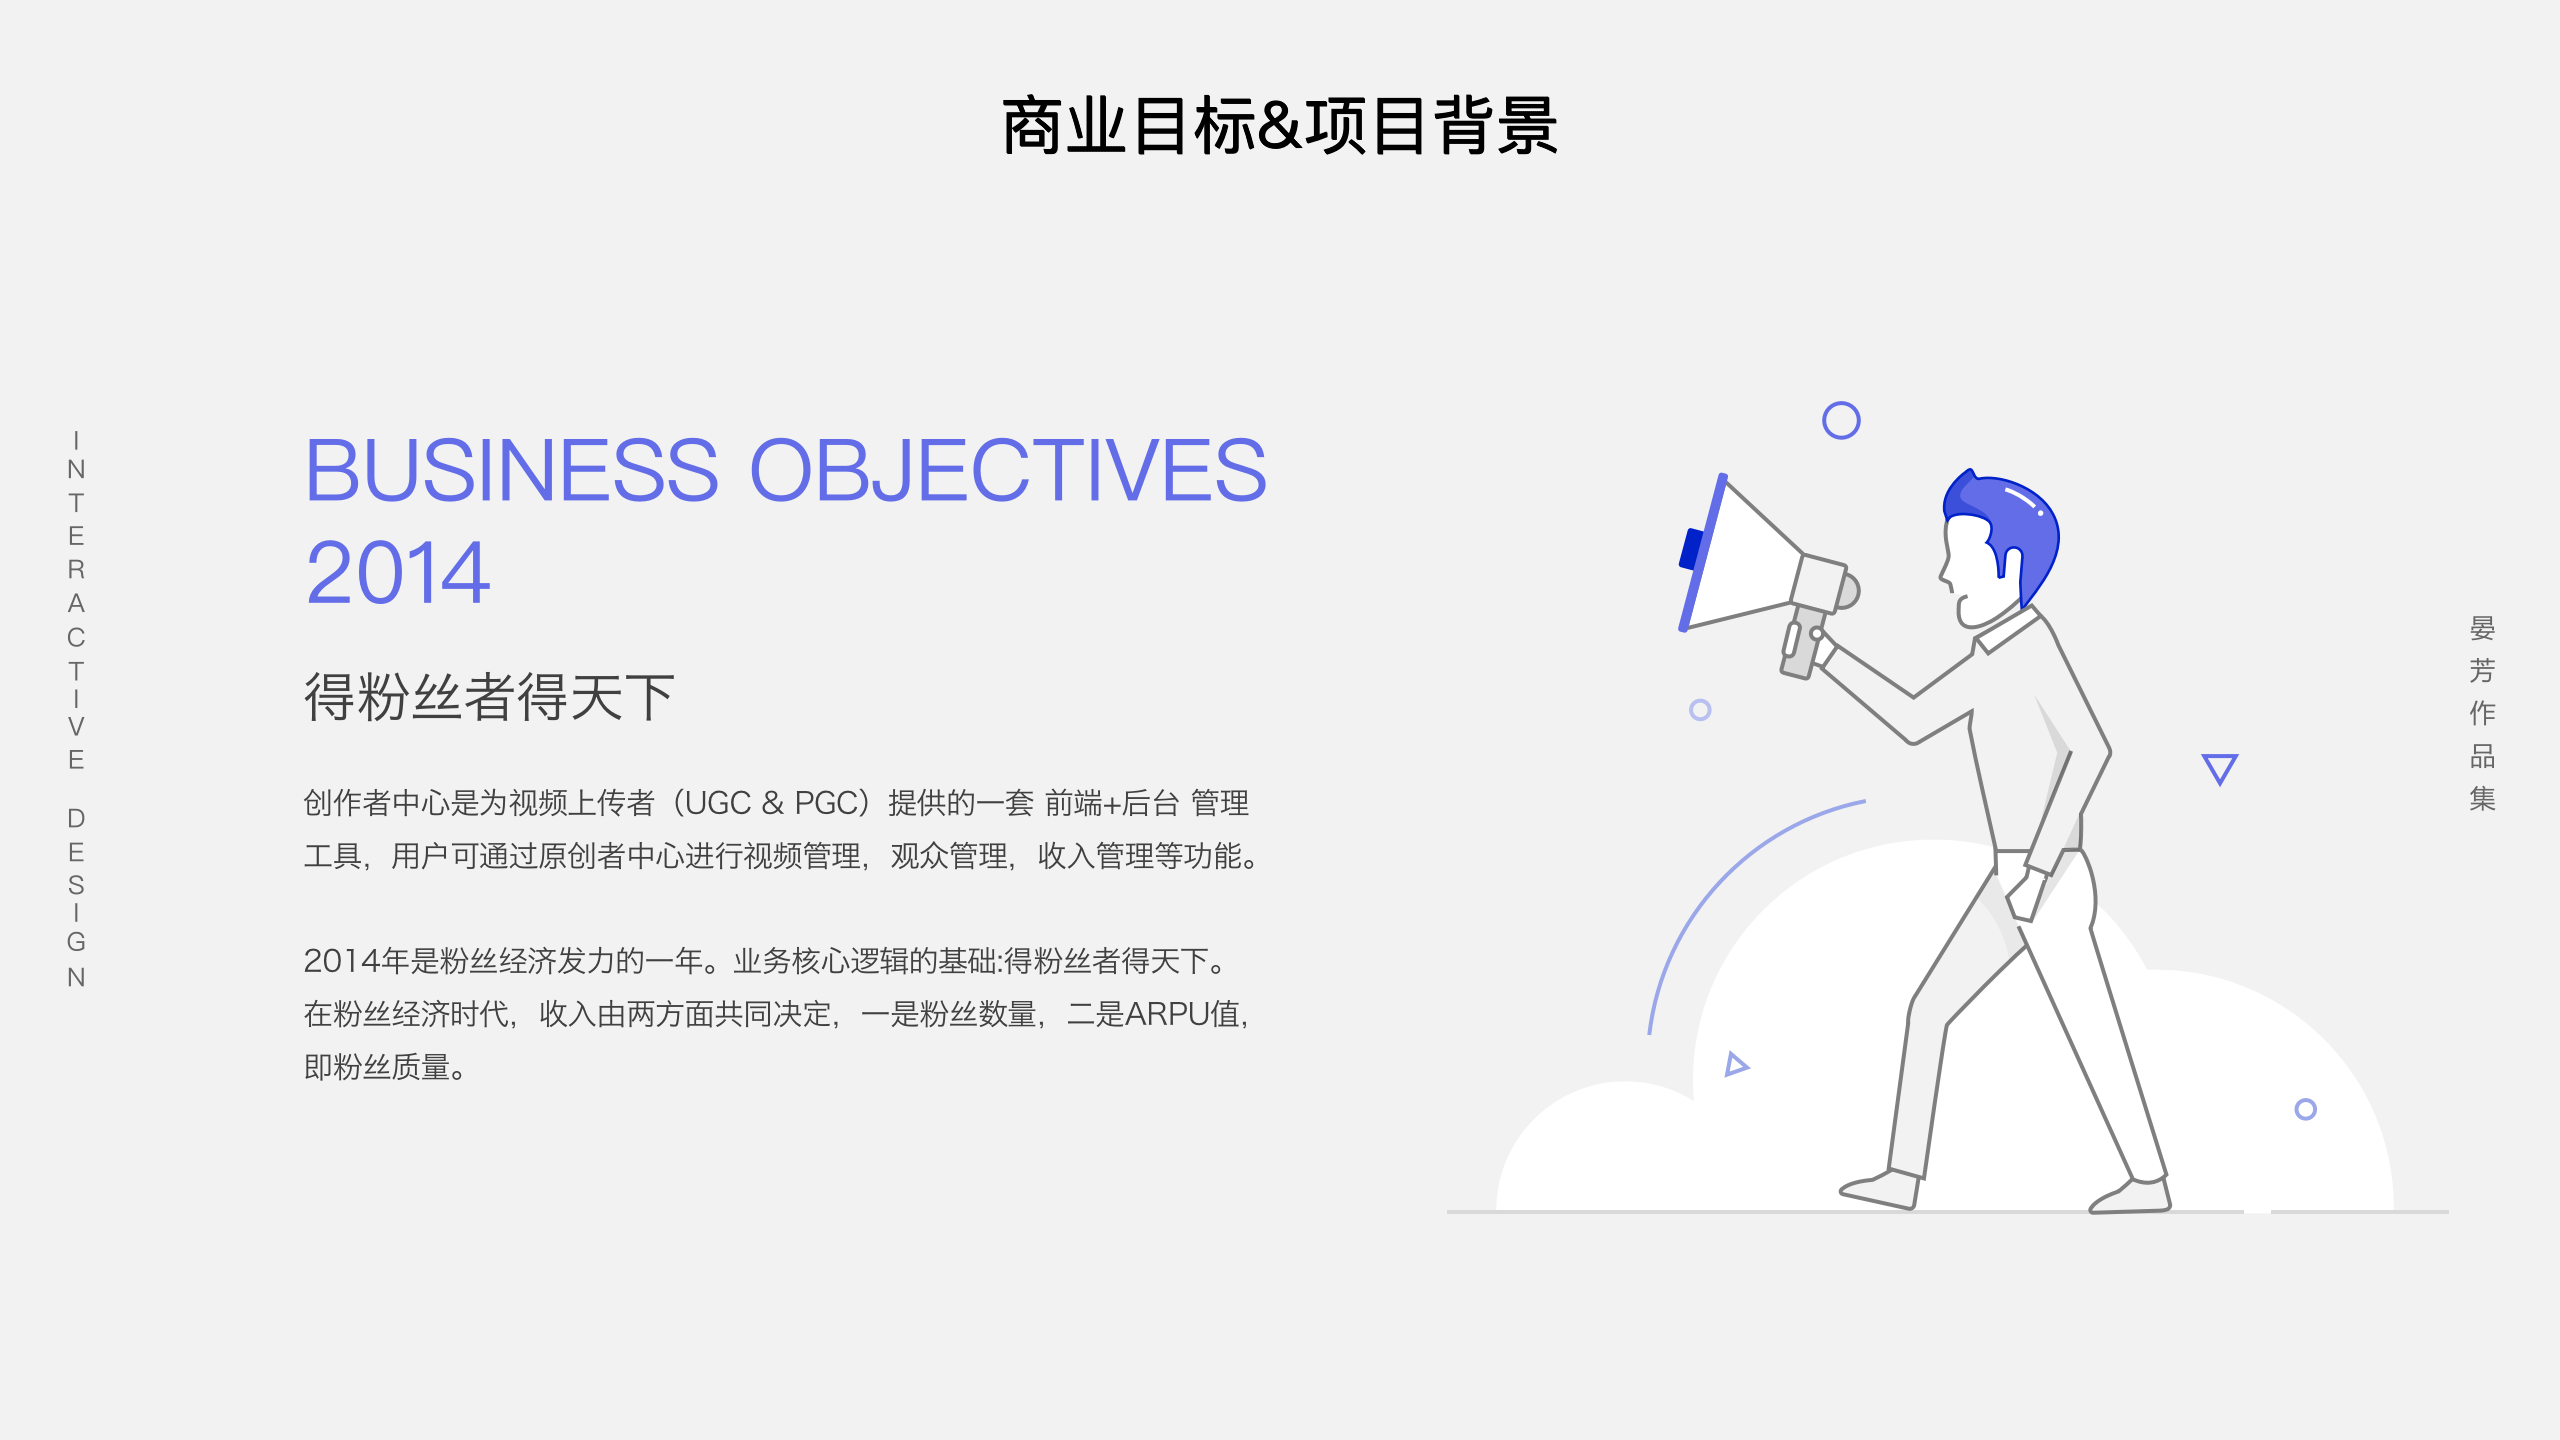 商业目标&项目背景
INTERACTIVE DESIGN
BUSINESS OBJECTIVES
2014
得粉丝者得天下
创作者中心是为视频上传者（UGC & PGC）提供的一套 前端+后台 管理
工具，用户可通过原创者中心进行视频管理，观众管理，收入管理等功能。
2014年是粉丝经济发力的一年。业务核心逻辑的基础:得粉丝者得天下。
在粉丝经济时代，收入由两方面共同决定，一是粉丝数量，二是ARPU值，
即粉丝质量。
晏芳作品集